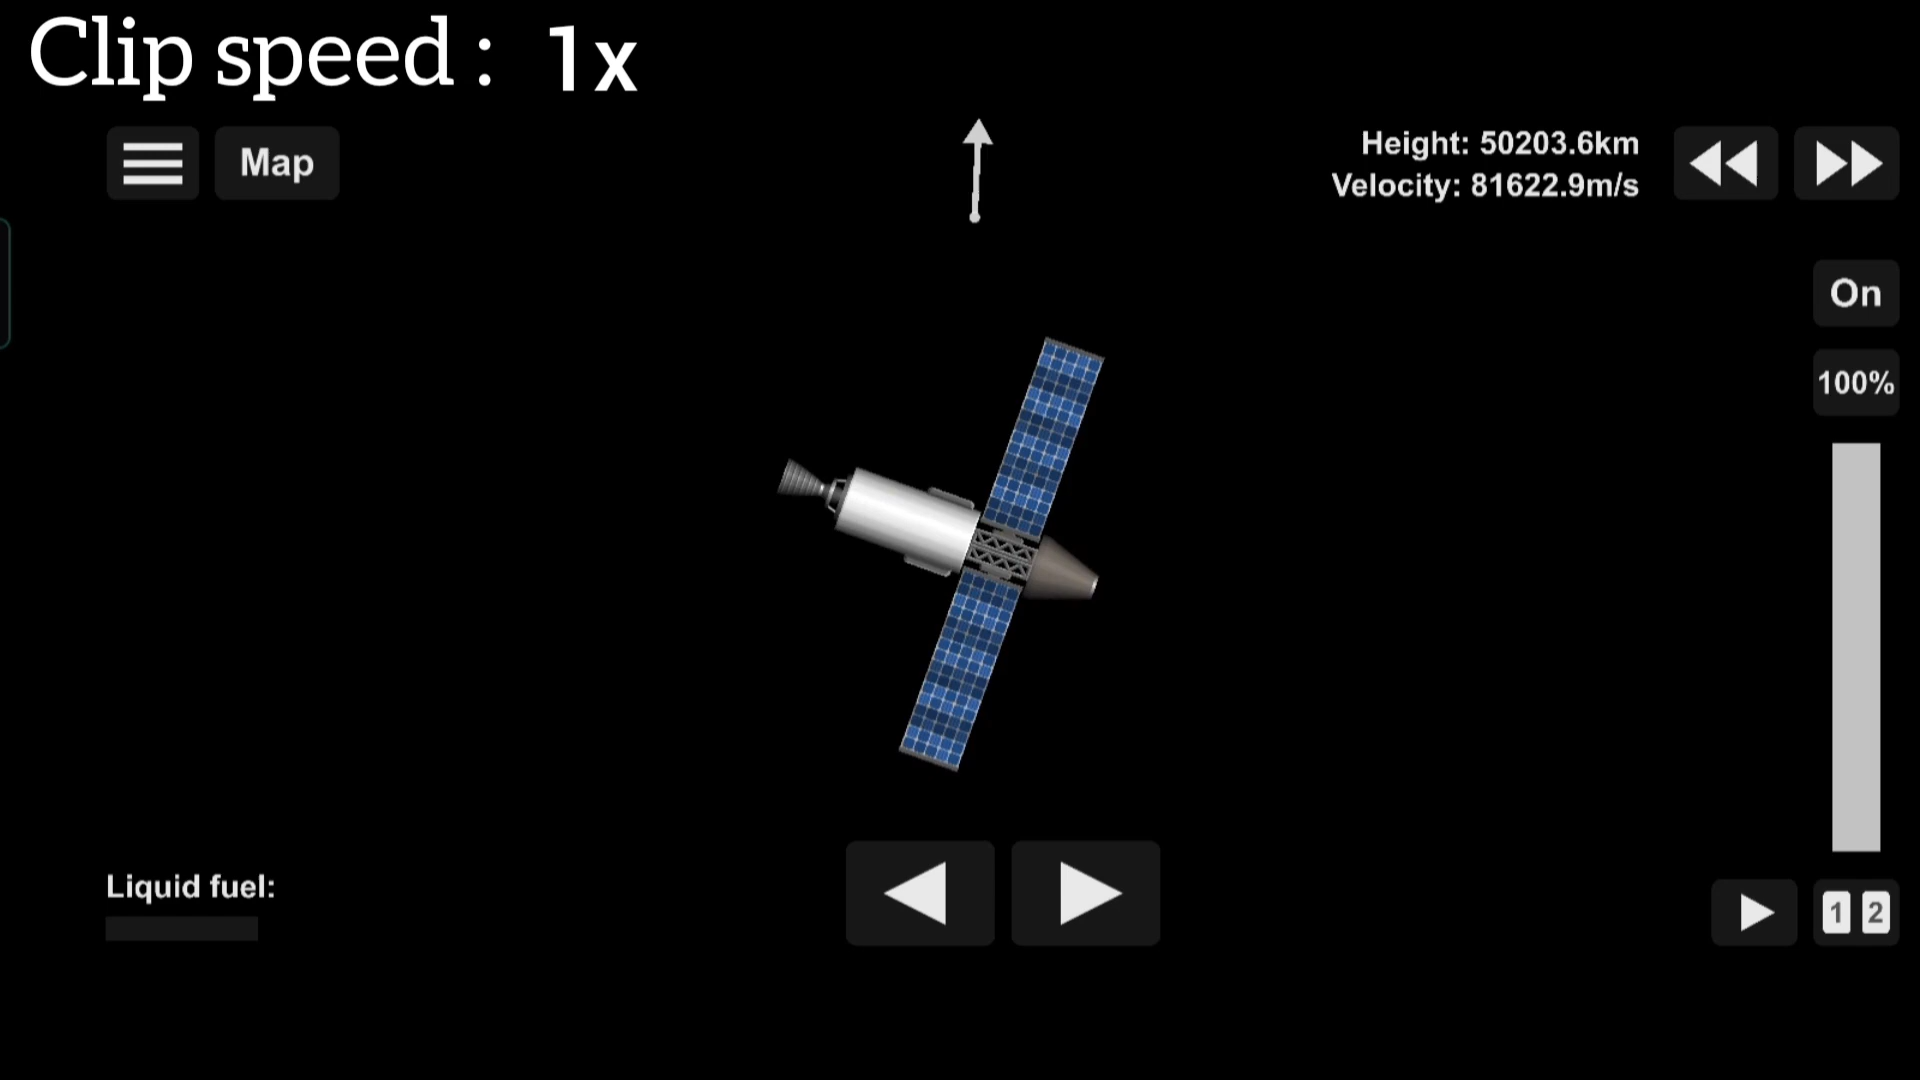 Clip speed : 1x
Map
Height: 50203.6km
Velocity: 81622.9m/s
On
100%
Liquid fuel:
1 2